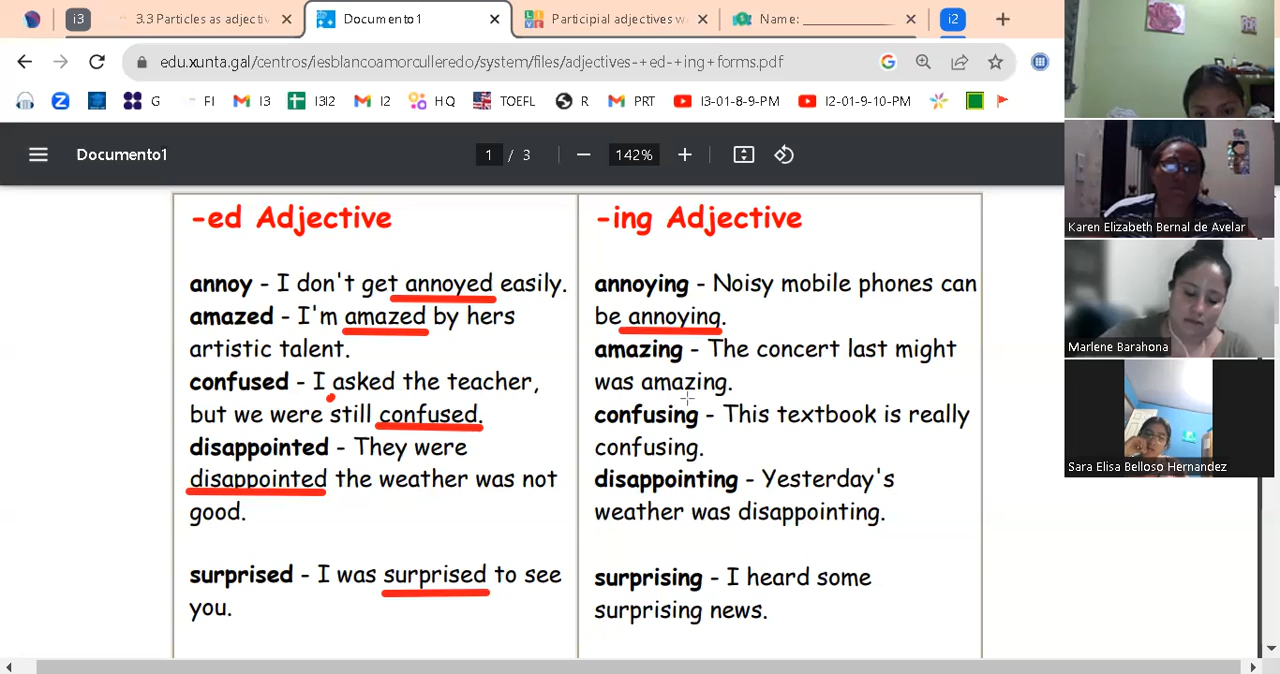 i3
3.3 Particles as adjecti
Documento1
Participial adjectives w
Name: ___________
i2
eduxunta.gal/centros/iesbancoamorculleredo/system/files/adjectives-+ed-+ing+forms.pdf
G
FI
I3
I3I2
I2
HQ
TOEFL
R
PRT
I3-01-8-9-PM
I2-01-9-10-PM
Documento1
1 / 3
142%
-ed Adjective
annoy - I don't get annoyed easily.
amazed - I'm amazed by hers
artistic talent.
confused - I asked the teacher,
but we were still confused.
disappointed - They were
disappointed the weather was not
good.
surprised - I was surprised to see
you.
-ing Adjective
annoying - Noisy mobile phones can
be annoying.
amazing - The concert last might
was amazing.
confusing - This textbook is really
confusing.
disappointing - Yesterday's
weather was disappointing.
surprising - I heard some
surprising news.
Karen Elizabeth Bernal de Avelar
Marlene Barahona
Sara Elisa Belloso Hernandez